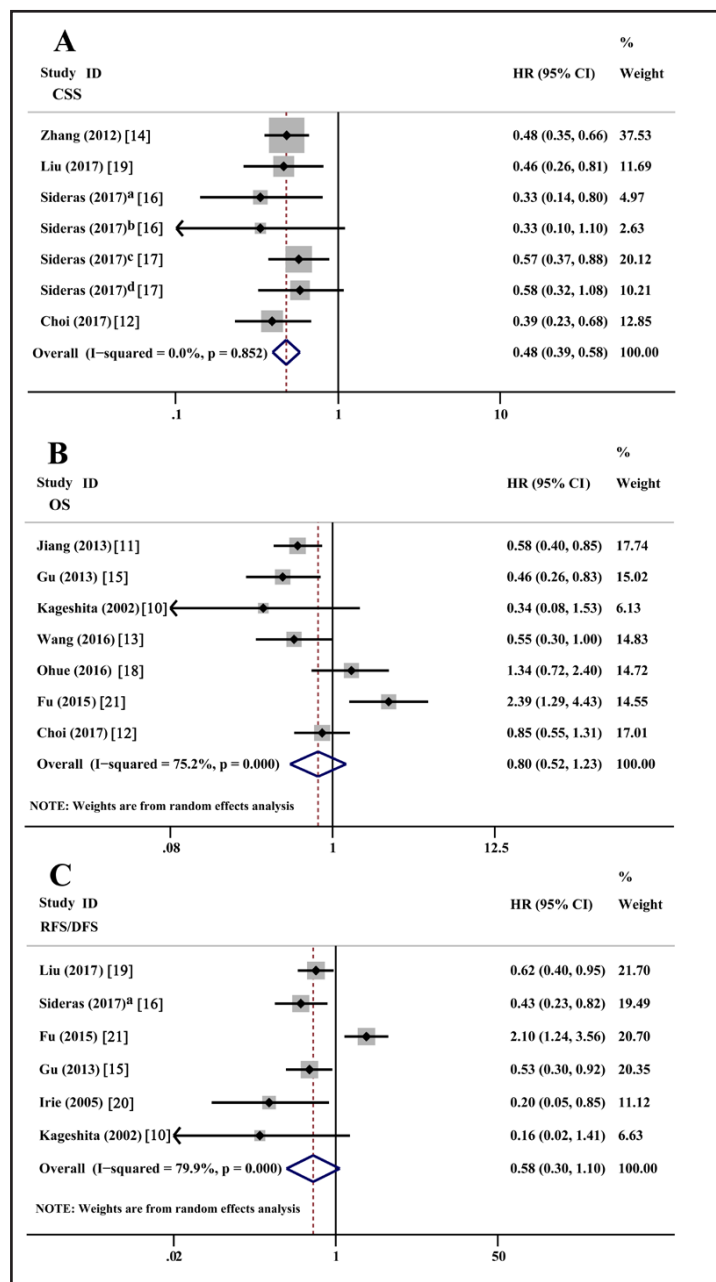 A
%
Study ID HR (95% CI) Weight
CSS
Zhang (2012) [14] 0.48 (0.35, 0.66) 37.53
Liu (2017) [19] 0.46 (0.26, 0.81) 11.69
Sideras (2017)ᵃ [16] 0.33 (0.14, 0.80) 4.97
Sideras (2017)ᵇ [16] 0.33 (0.10, 1.10) 2.63
Sideras (2017)ᶜ [17] 0.57 (0.37, 0.88) 20.12
Sideras (2017)ᵈ [17] 0.58 (0.32, 1.08) 10.21
Choi (2017) [12] 0.39 (0.23, 0.68) 12.85
Overall (I−squared = 0.0%, p = 0.852) 0.48 (0.39, 0.58) 100.00
.1 1 10
B
%
Study ID HR (95% CI) Weight
OS
Jiang (2013) [11] 0.58 (0.40, 0.85) 17.74
Gu (2013) [15] 0.46 (0.26, 0.83) 15.02
Kageshita (2002) [10] 0.34 (0.08, 1.53) 6.13
Wang (2016) [13] 0.55 (0.30, 1.00) 14.83
Ohue (2016) [18] 1.34 (0.72, 2.40) 14.72
Fu (2015) [21] 2.39 (1.29, 4.43) 14.55
Choi (2017) [12] 0.85 (0.55, 1.31) 17.01
Overall (I−squared = 75.2%, p = 0.000) 0.80 (0.52, 1.23) 100.00
NOTE: Weights are from random effects analysis
.08 1 12.5
C
%
Study ID HR (95% CI) Weight
RFS/DFS
Liu (2017) [19] 0.62 (0.40, 0.95) 21.70
Sideras (2017)ᵃ [16] 0.43 (0.23, 0.82) 19.49
Fu (2015) [21] 2.10 (1.24, 3.56) 20.70
Gu (2013) [15] 0.53 (0.30, 0.92) 20.35
Irie (2005) [20] 0.20 (0.05, 0.85) 11.12
Kageshita (2002) [10] 0.16 (0.02, 1.41) 6.63
Overall (I−squared = 79.9%, p = 0.000) 0.58 (0.30, 1.10) 100.00
NOTE: Weights are from random effects analysis
.02 1 50